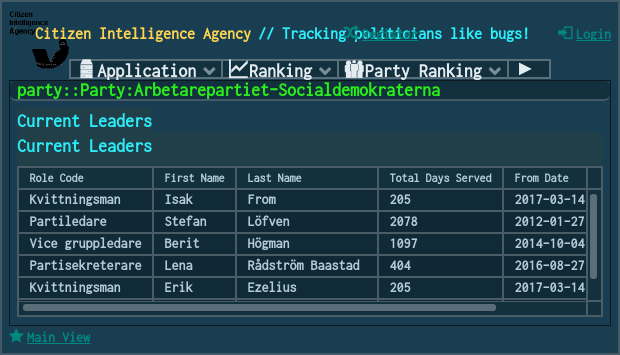 Citizen
Intelligence
Agency
Citizen Intelligence Agency // Tracking politicians like bugs!
Login
Application Ranking Party Ranking
party::Party:Arbetarepartiet-Socialdemokraterna
Current Leaders
Current Leaders
Role Code First Name Last Name Total Days Served From Date
Kvittningsman Isak From 205 2017-03-14
Partiledare Stefan Löfven 2078 2012-01-27
Vice gruppledare Berit Högman 1097 2014-10-04
Partisekreterare Lena Rådström Baastad 404 2016-08-27
Kvittningsman Erik Ezelius 205 2017-03-14
Main View